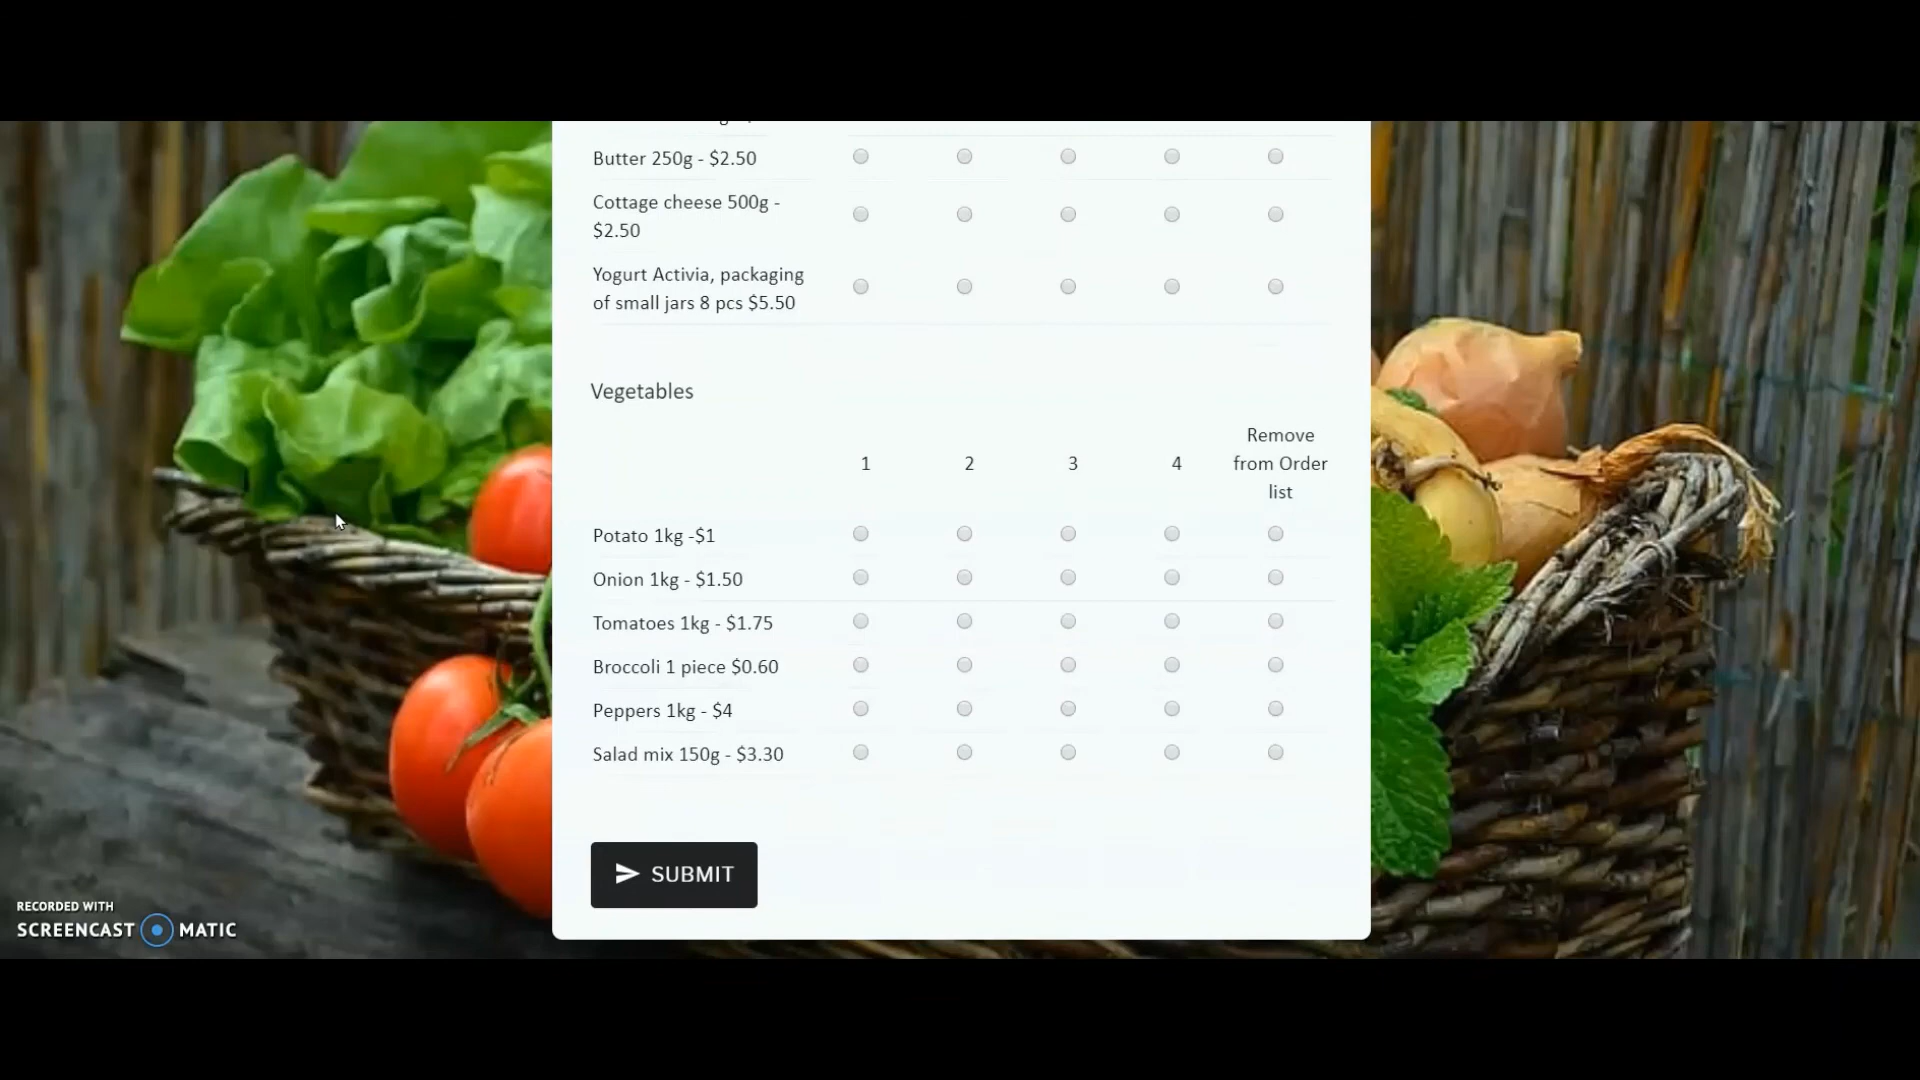 Butter 250g - $2.50
Cottage cheese 500g -
$2.50
Yogurt Activia, packaging
of small jars 8 pcs $5.50
Vegetables
1 2 3 4 Remove
from Order
list
Potato 1kg -$1
Onion 1kg - $1.50
Tomatoes 1kg - $1.75
Broccoli 1 piece $0.60
Peppers 1kg - $4
Salad mix 150g - $3.30
SUBMIT
RECORDED WITH
SCREENCAST MATIC